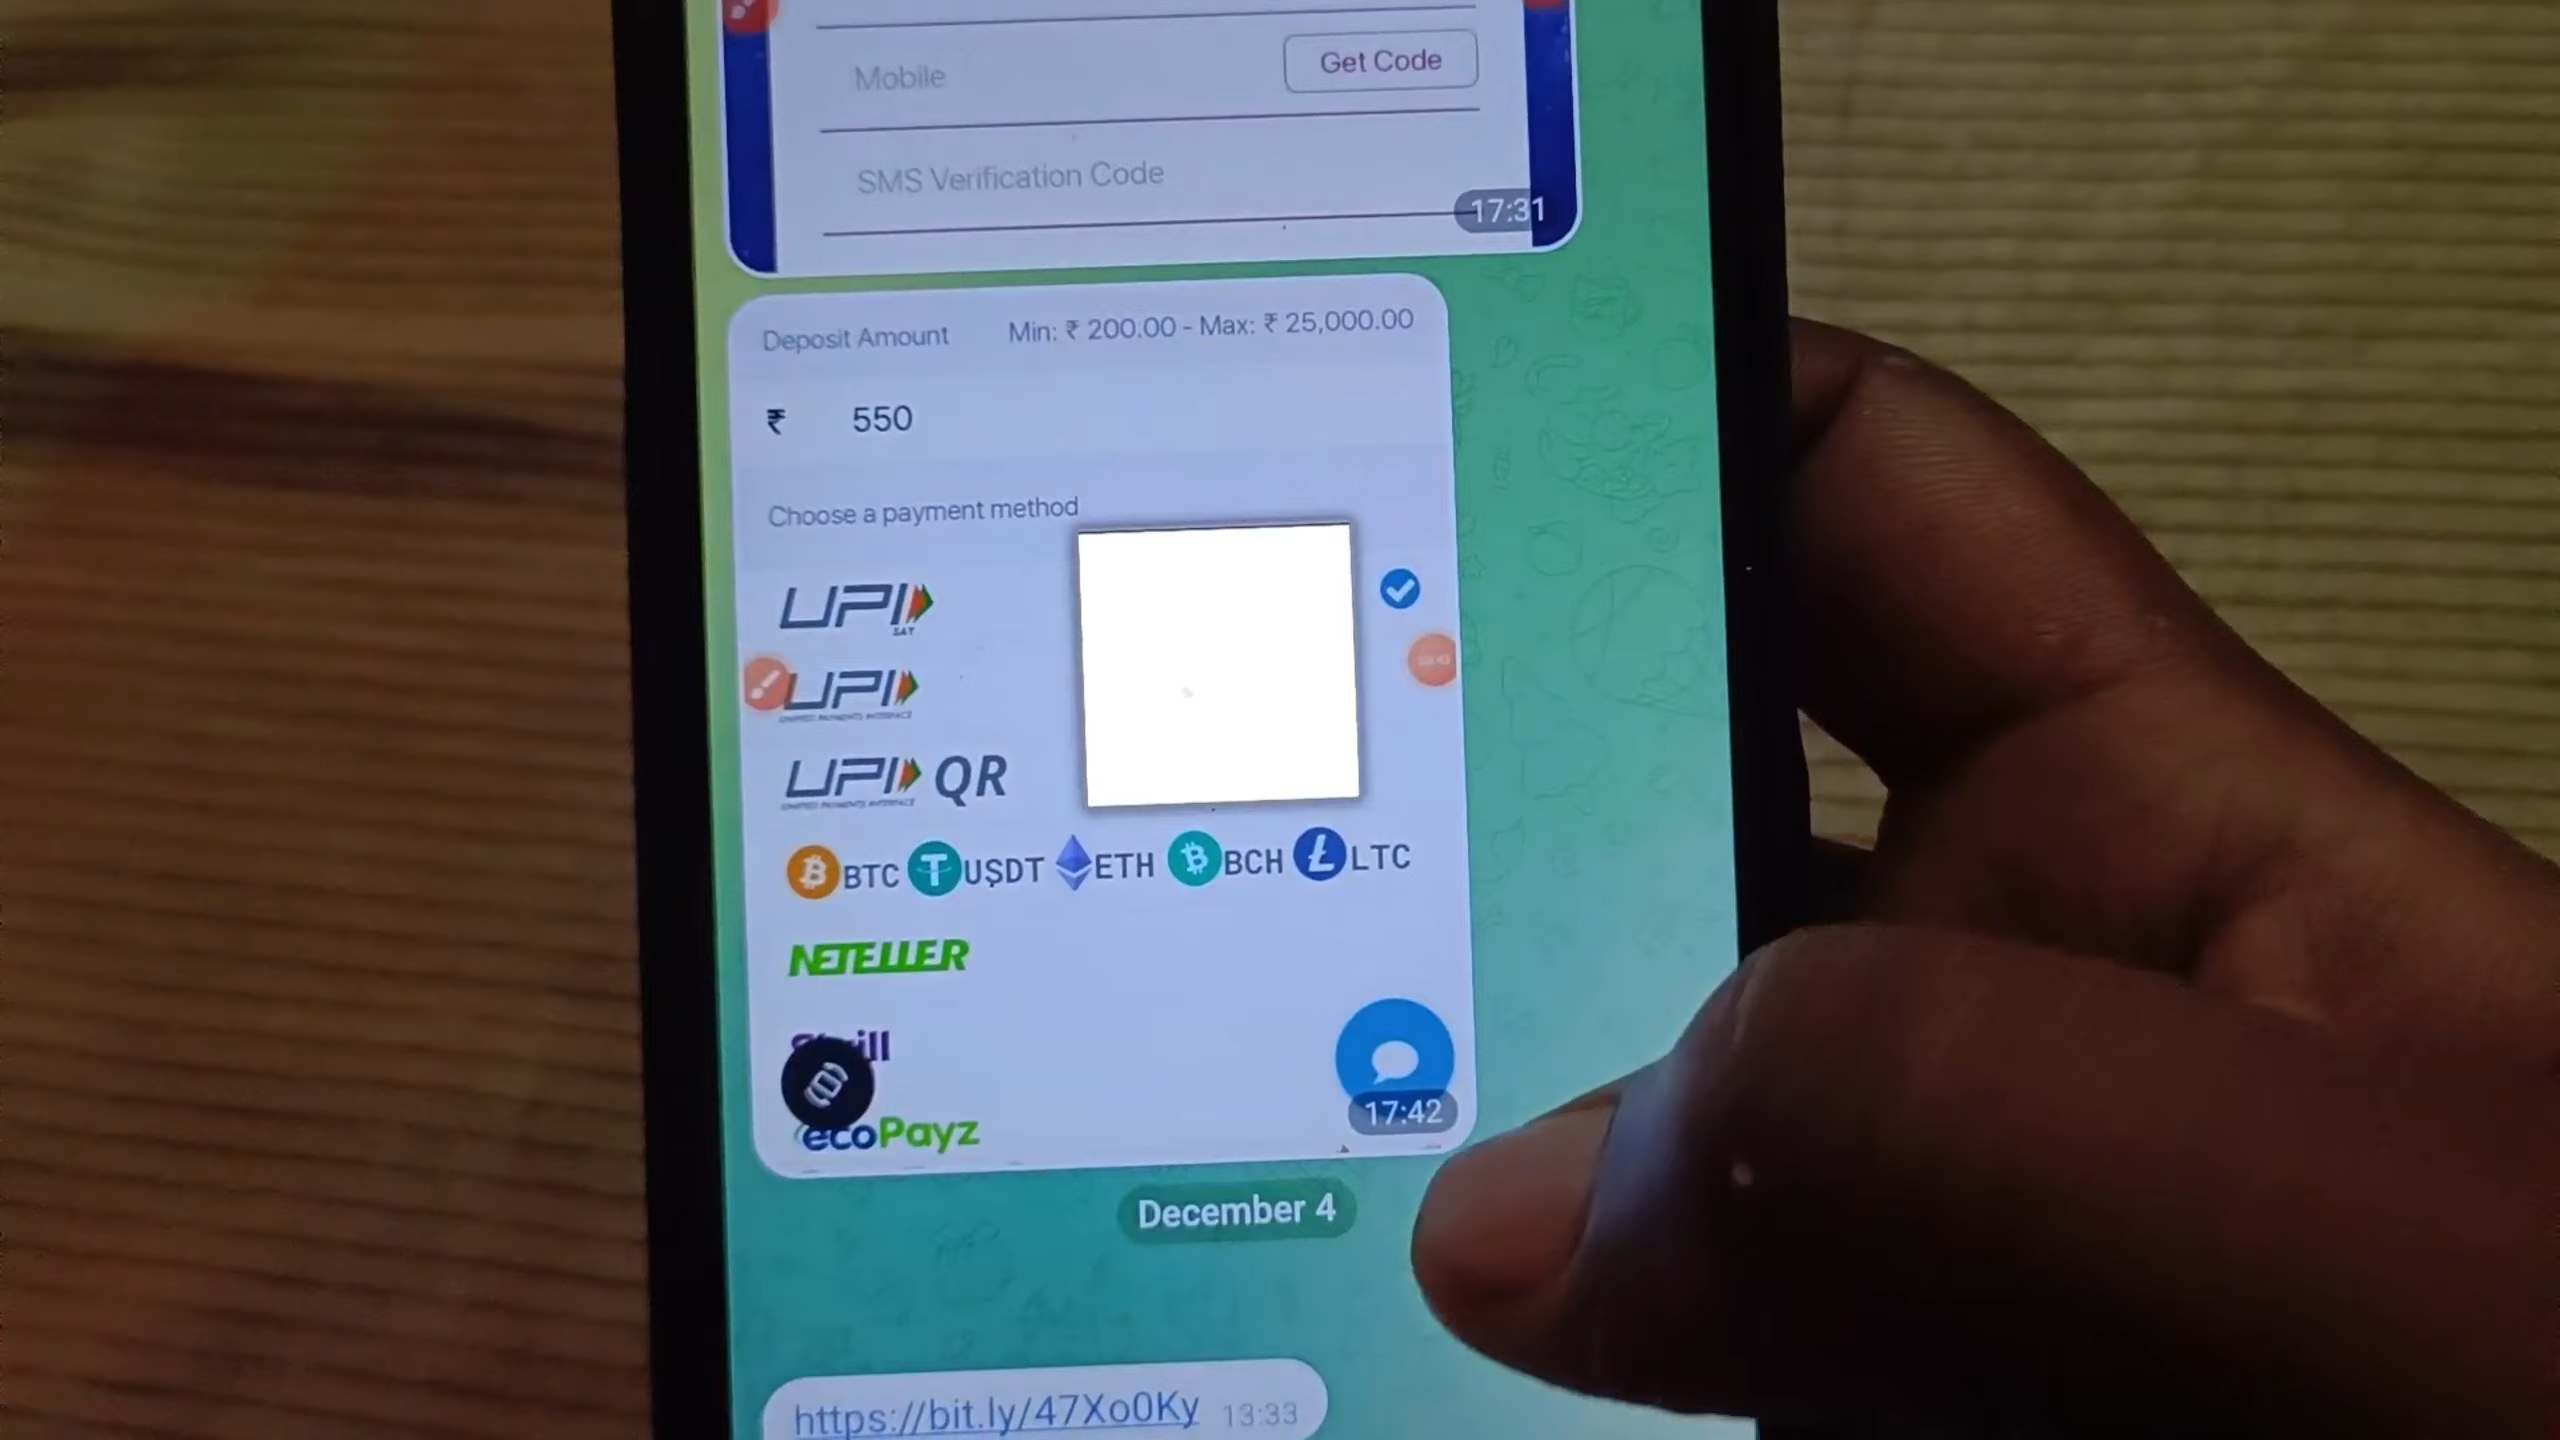 Mobile
Get Code
SMS Verification Code
17:31
Deposit Amount Min: ₹ 200.00 - Max: ₹ 25,000.00
₹ 550
Choose a payment method
UPI
UPI
UNIFIED PAYMENTS INTERFACE
UPI QR
UNIFIED PAYMENTS INTERFACE
BTC USDT ETH BCH LTC
NETELLER
ecoPayz
17:42
December 4
https://bit.ly/47Xo0Ky 13:33